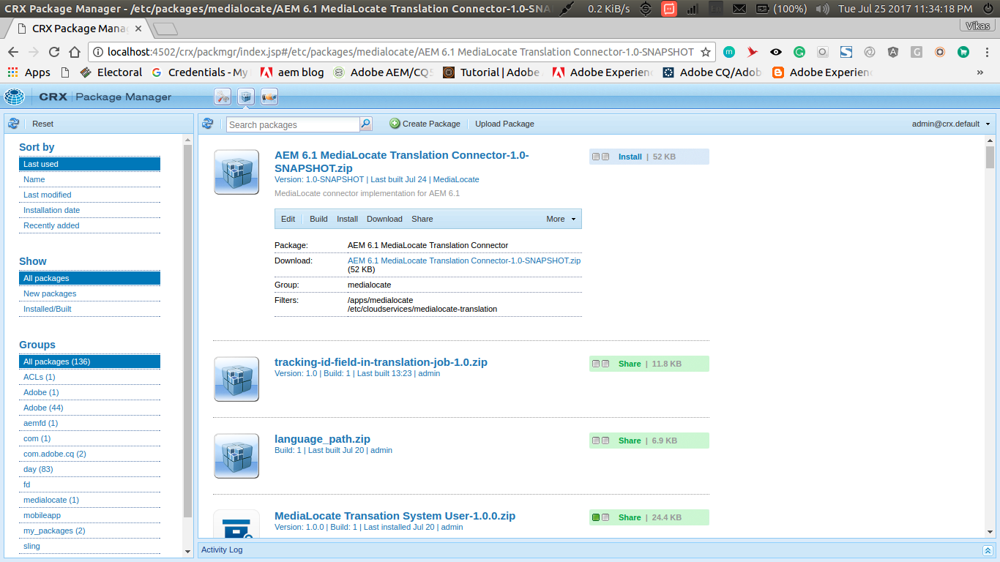 CRX Package Manager - /etc/packages/medialocate/AEM 6.1 MediaLocate Translation Connector-1.0-SNA
0.2 KiB/s
(100%)
Tue Jul 25 2017 11:34:18 PM
CRX Package Mana
Vikas
localhost:4502/crx/packmgr/index.jsp#/etc/packages/medialocate/AEM 6.1 MediaLocate Translation Connector-1.0-SNAPSHOT
Apps
Electoral
Credentials - My
aem blog
Adobe AEM/CQ5
Tutorial | Adobe
Adobe Experien
Adobe CQ/Adob
Adobe Experien
»
CRX | Package Manager
Reset
Search packages
Create Package
Upload Package
admin@crx.default
Sort by
Last used
Name
Last modified
Installation date
Recently added
Show
All packages
New packages
Installed/Built
Groups
All packages (136)
ACLs (1)
Adobe (1)
Adobe (44)
aemfd (1)
com (1)
com.adobe.cq (2)
day (83)
fd
medialocate (1)
mobileapp
my_packages (2)
sling
AEM 6.1 MediaLocate Translation Connector-1.0-
SNAPSHOT.zip
Version: 1.0-SNAPSHOT | Last built Jul 24 | MediaLocate
MediaLocate connector implementation for AEM 6.1
Install | 52 KB
Edit Build Install Download Share More
Package: AEM 6.1 MediaLocate Translation Connector
Download: AEM 6.1 MediaLocate Translation Connector-1.0-SNAPSHOT.zip
(52 KB)
Group: medialocate
Filters: /apps/medialocate
/etc/cloudservices/medialocate-translation
tracking-id-field-in-translation-job-1.0.zip
Version: 1.0 | Build: 1 | Last built 13:23 | admin
Share | 11.8 KB
language_path.zip
Build: 1 | Last built Jul 20 | admin
Share | 6.9 KB
MediaLocate Transation System User-1.0.0.zip
Version: 1.0.0 | Build: 1 | Last installed Jul 20 | admin
Share | 24.4 KB
Activity Log